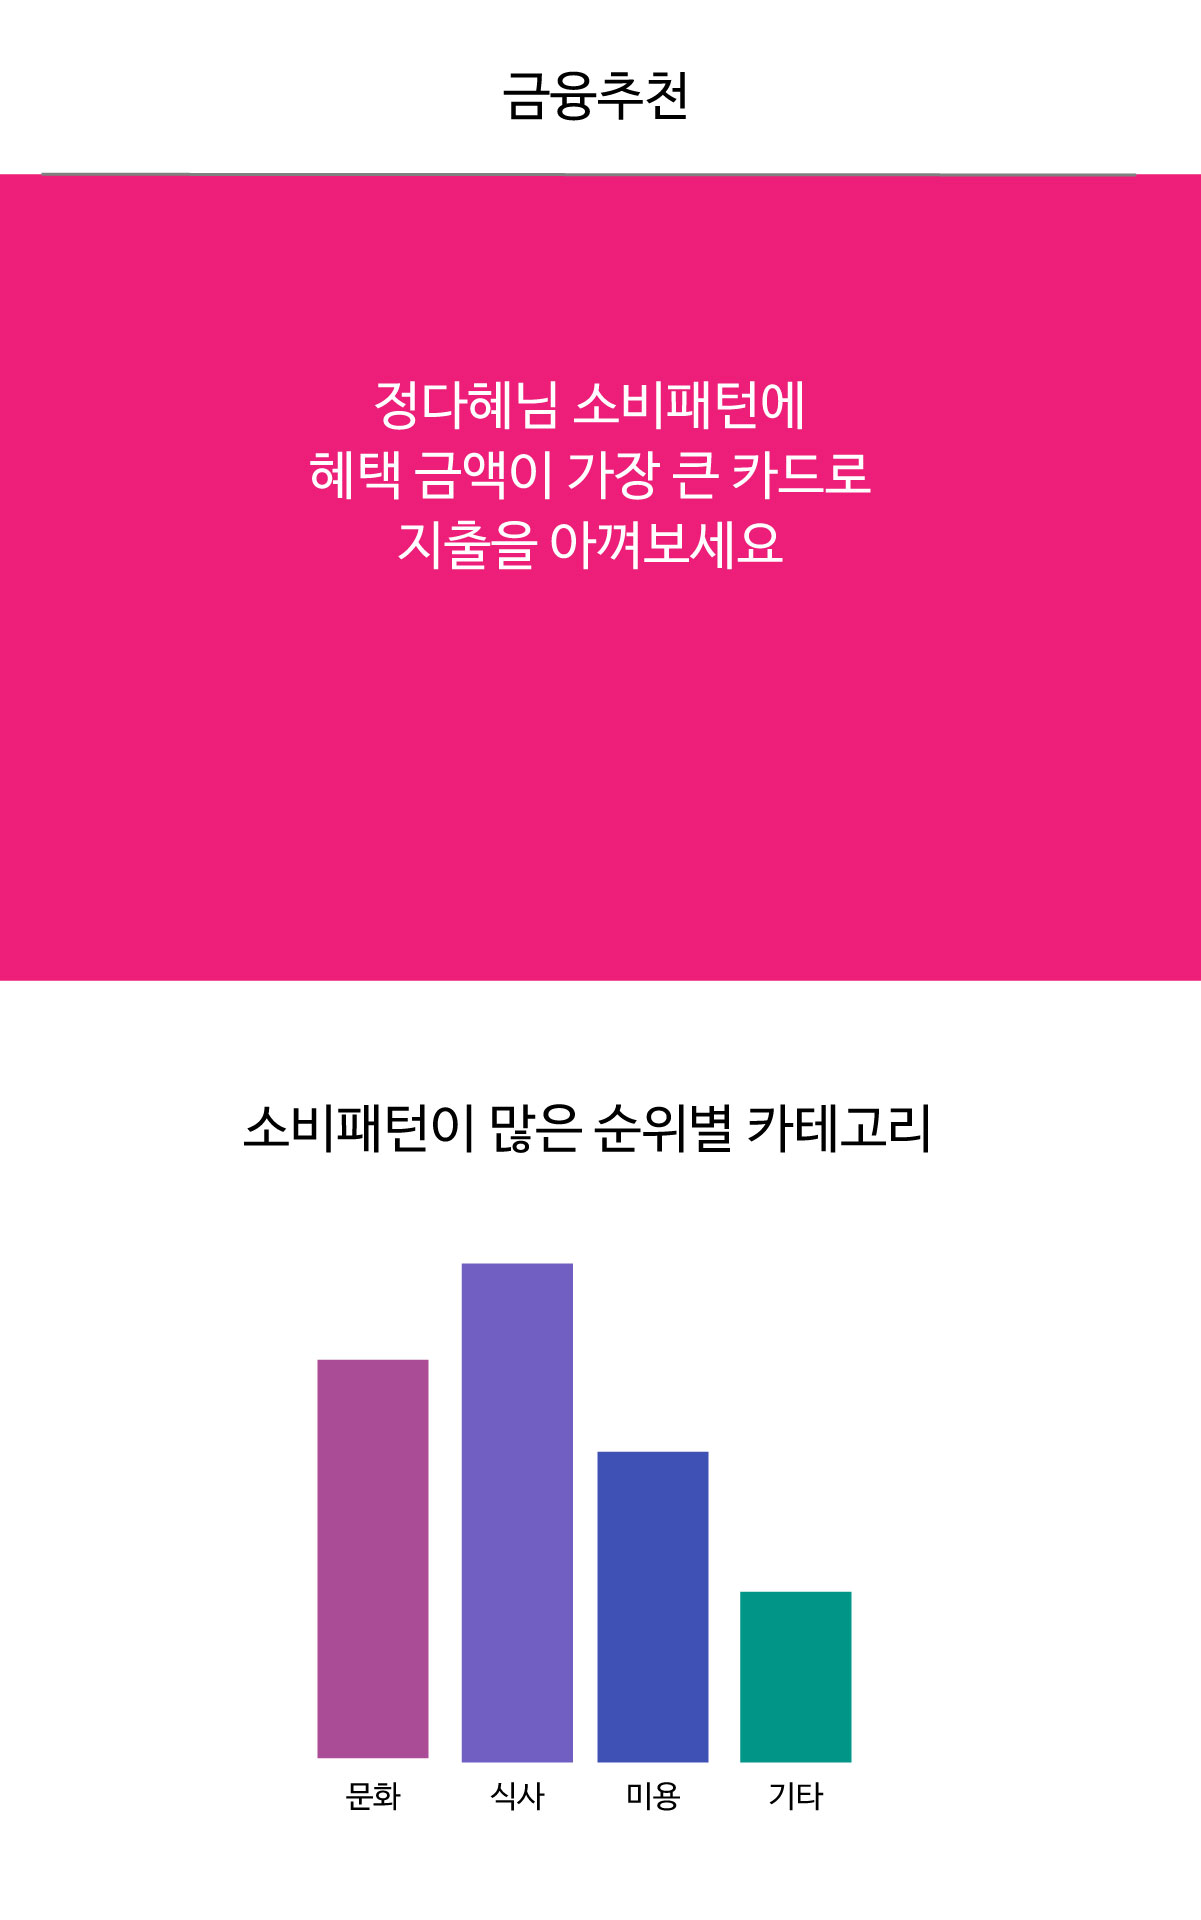 금융추천
정다혜님 소비패턴에
혜택 금액이 가장 큰 카드로
지출을 아껴보세요
소비패턴이 많은 순위별 카테고리
문화 식사 미용 기타